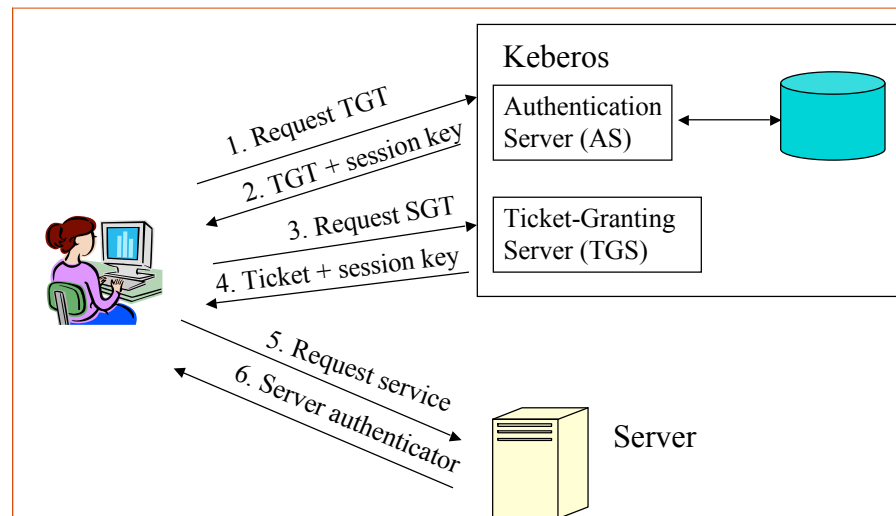 Keberos
1. Request TGT
Authentication
Server (AS)
2. TGT + session key
3. Request SGT
Ticket-Granting
Server (TGS)
4. Ticket + session key
5. Request service
6. Server authenticator
Server